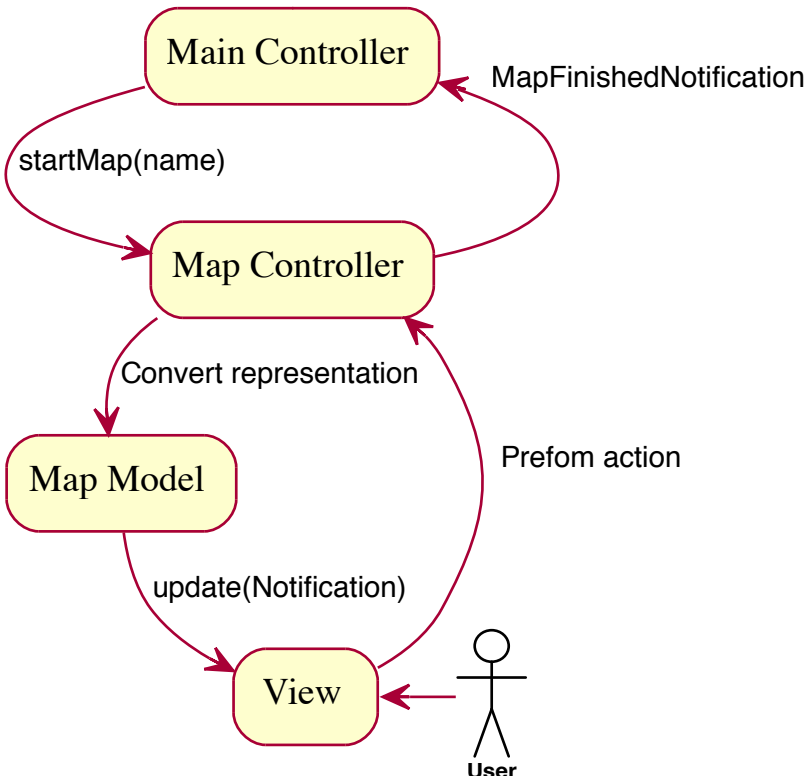 Main Controller
MapFinishedNotification
startMap(name)
Map Controller
Convert representation
Prefom action
Map Model
update(Notification)
View
User